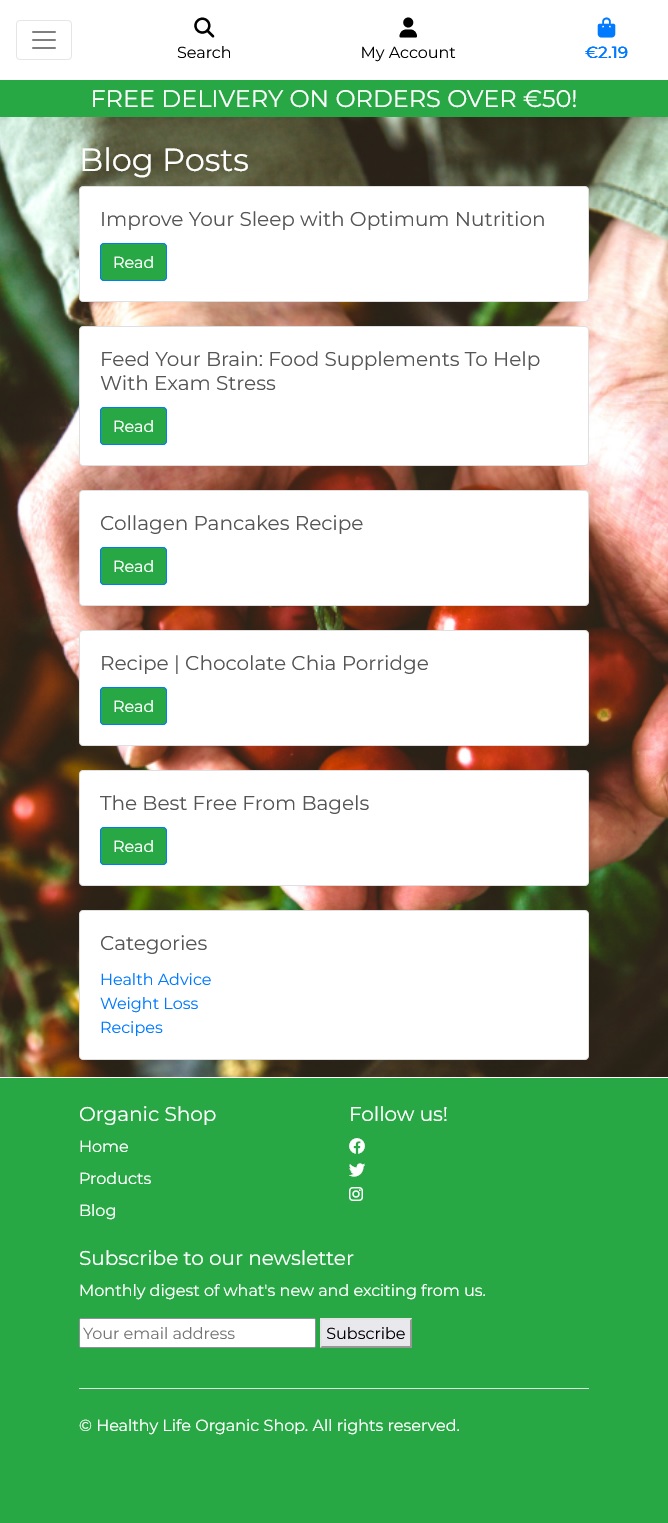 Search
My Account
€2.19
FREE DELIVERY ON ORDERS OVER €50!
Blog Posts
Improve Your Sleep with Optimum Nutrition
Read
Feed Your Brain: Food Supplements To Help
With Exam Stress
Read
Collagen Pancakes Recipe
Read
Recipe | Chocolate Chia Porridge
Read
The Best Free From Bagels
Read
Categories
Health Advice
Weight Loss
Recipes
Organic Shop
Home
Products
Blog
Follow us!
Subscribe to our newsletter
Monthly digest of what's new and exciting from us.
Your email address
Subscribe
© Healthy Life Organic Shop. All rights reserved.